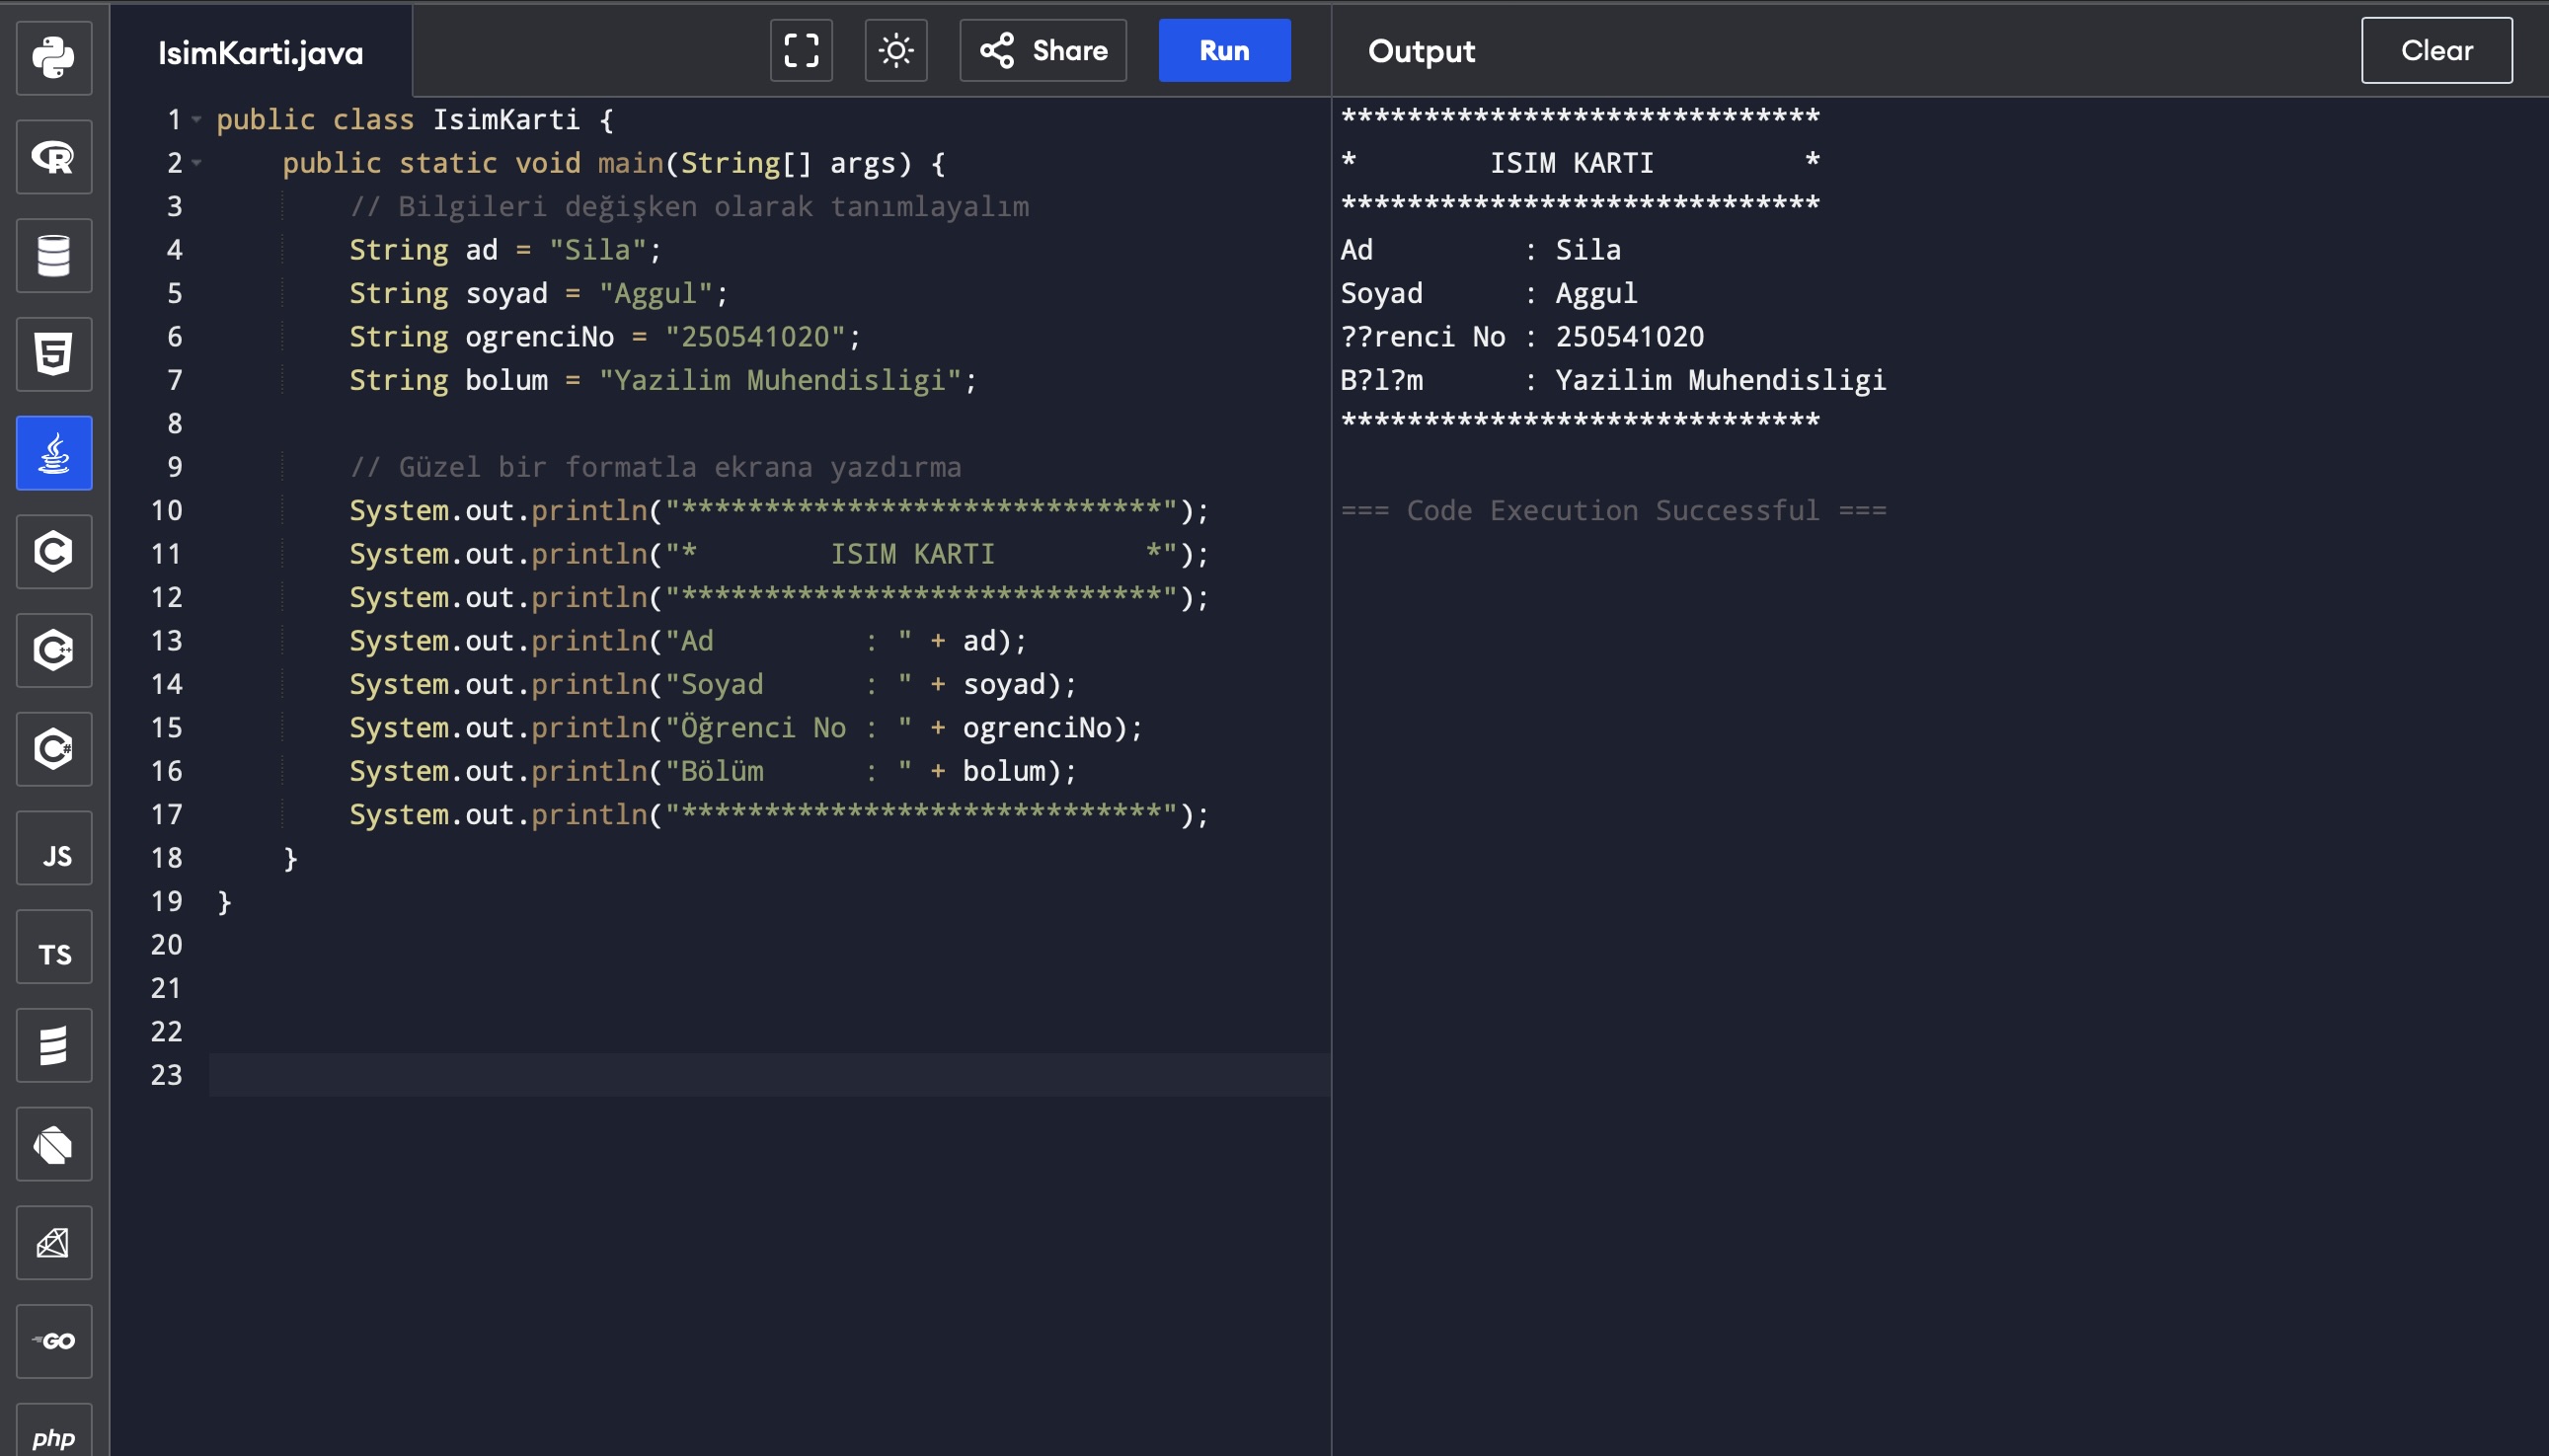 IsimKarti.java
Share
Run
Output
Clear
1 public class IsimKarti {
2     public static void main(String[] args) {
3         // Bilgileri değişken olarak tanımlayalım
4         String ad = "Sila";
5         String soyad = "Aggul";
6         String ogrenciNo = "250541020";
7         String bolum = "Yazilim Muhendisligi";
8
9         // Güzel bir formatla ekrana yazdırma
10         System.out.println("*****************************");
11         System.out.println("*        ISIM KARTI         *");
12         System.out.println("*****************************");
13         System.out.println("Ad         : " + ad);
14         System.out.println("Soyad      : " + soyad);
15         System.out.println("Öğrenci No : " + ogrenciNo);
16         System.out.println("Bölüm      : " + bolum);
17         System.out.println("*****************************");
18     }
19 }
20
21
22
23
*****************************
*        ISIM KARTI         *
*****************************
Ad         : Sila
Soyad      : Aggul
??renci No : 250541020
B?l?m      : Yazilim Muhendisligi
*****************************
=== Code Execution Successful ===
R
5
C
C++
C#
JS
TS
GO
php